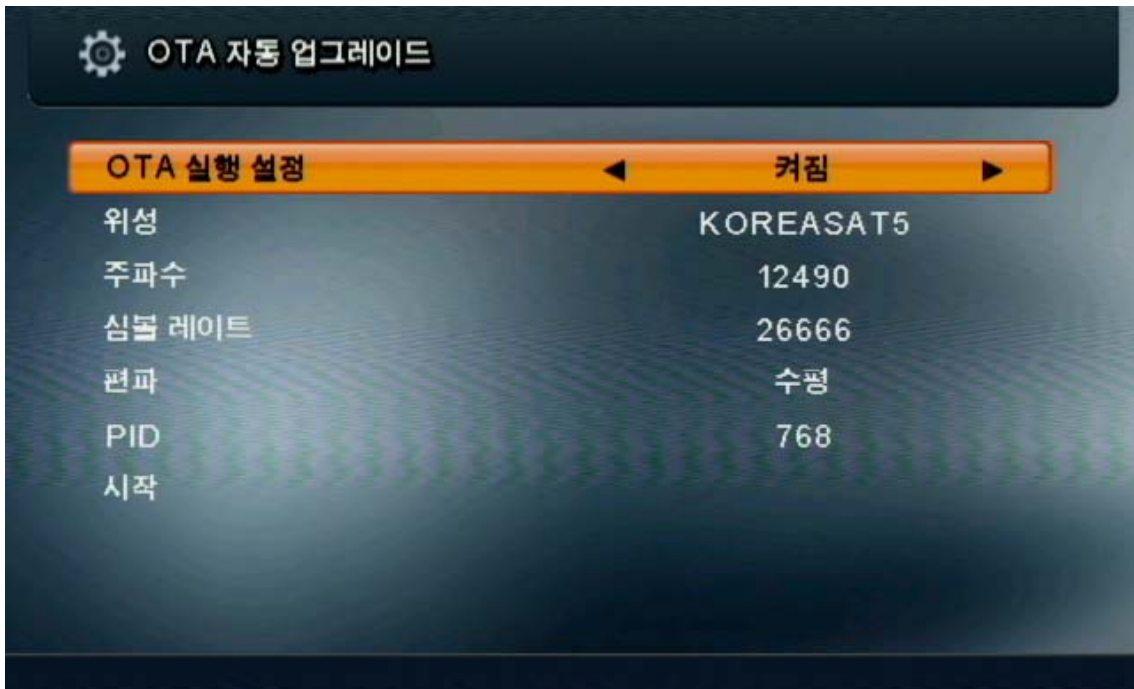 OTA 자동 업그레이드
OTA 실행 설정 ◀ 켜짐 ▶
위성 KOREASAT5
주파수 12490
심볼 레이트 26666
편파 수평
PID 768
시작